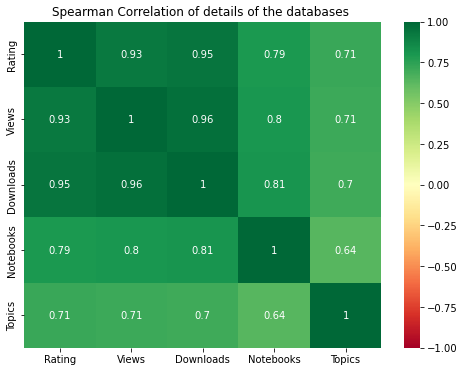 Spearman Correlation of details of the databases
Rating 1 0.93 0.95 0.79 0.71
Views 0.93 1 0.96 0.8 0.71
Downloads 0.95 0.96 1 0.81 0.7
Notebooks 0.79 0.8 0.81 1 0.64
Topics 0.71 0.71 0.7 0.64 1
Rating Views Downloads Notebooks Topics
1.00
0.75
0.50
0.25
0.00
−0.25
−0.50
−0.75
−1.00